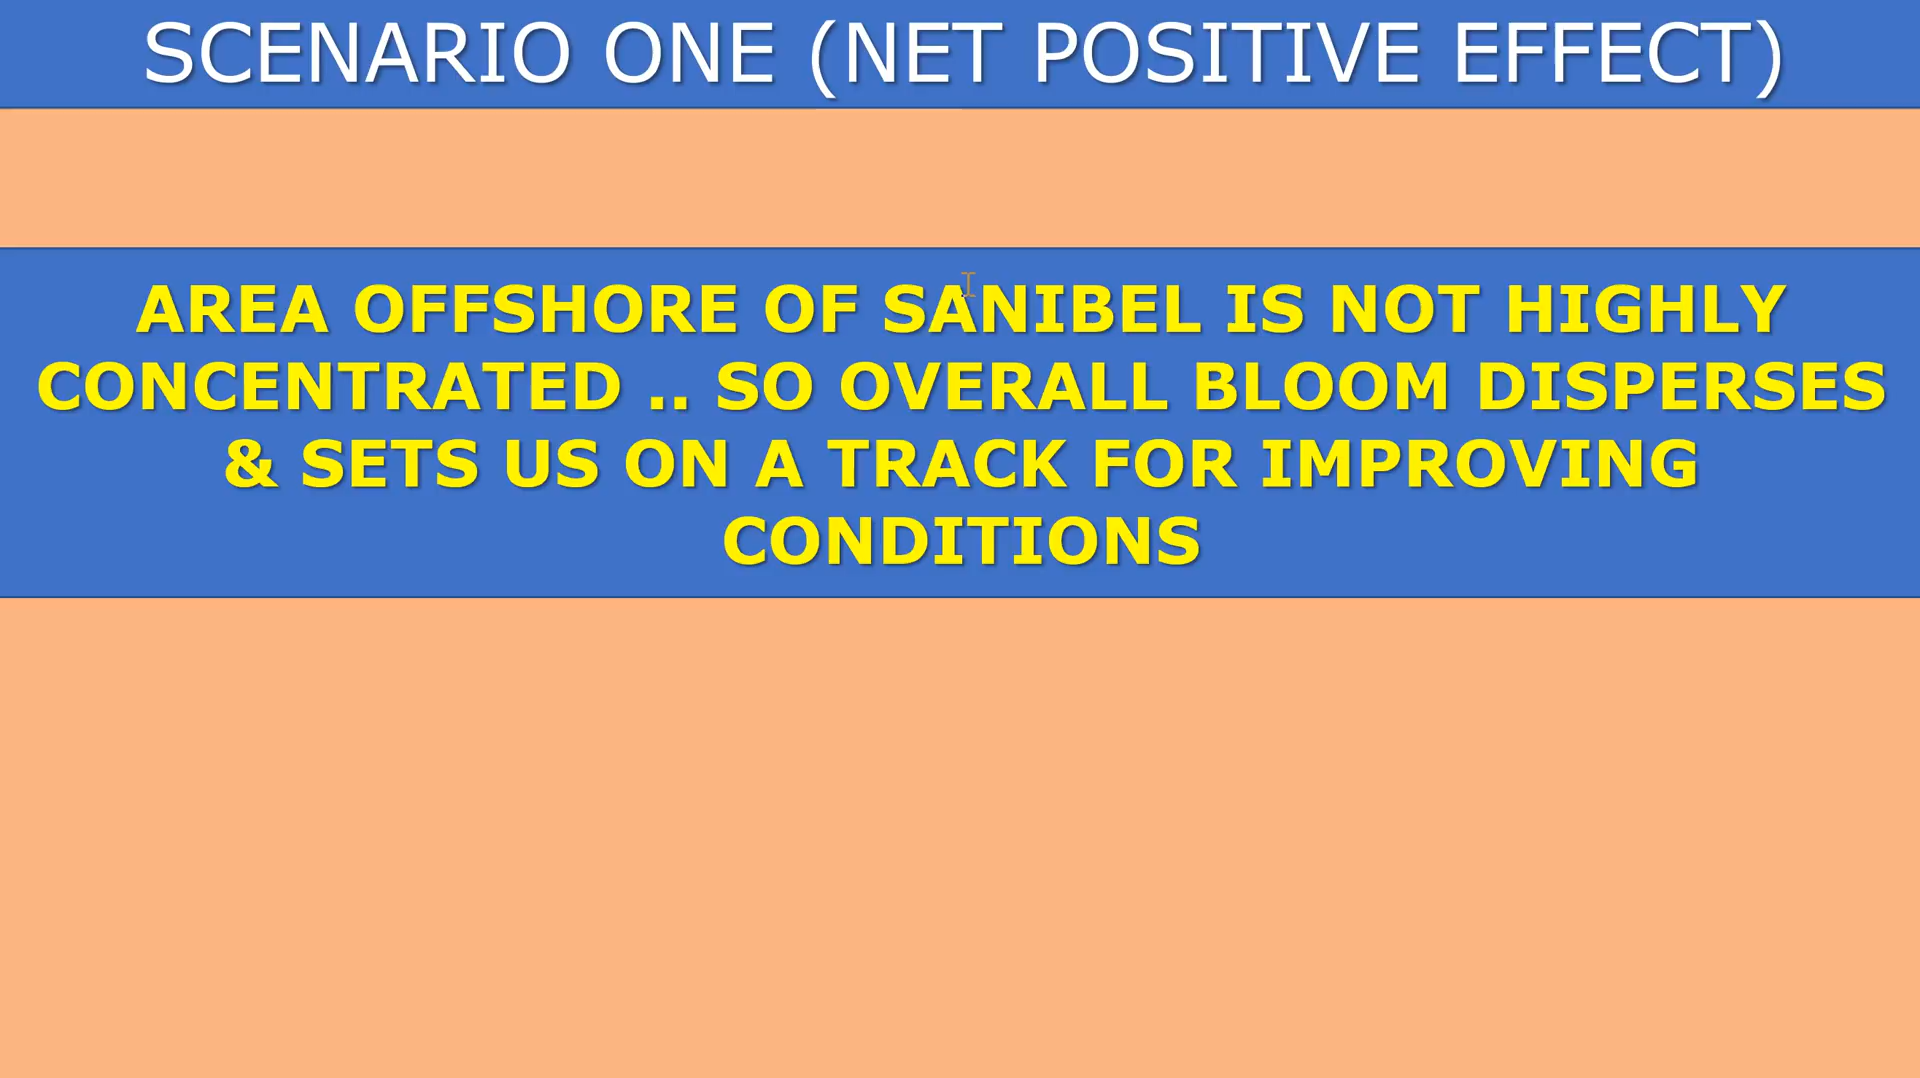 SCENARIO ONE (NET POSITIVE EFFECT)
AREA OFFSHORE OF SANIBEL IS NOT HIGHLY
CONCENTRATED .. SO OVERALL BLOOM DISPERSES
& SETS US ON A TRACK FOR IMPROVING
CONDITIONS